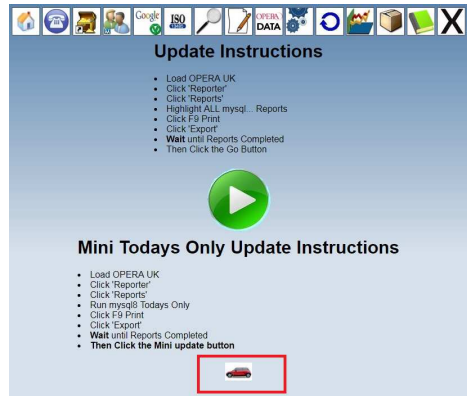 Google
ISO
OPERA
DATA
X
Update Instructions
Load OPERA UK
Click 'Reporter'
Click 'Reports'
Highlight ALL mysql... Reports
Click F9 Print
Click 'Export'
Wait until Reports Completed
Then Click the Go Button
Mini Todays Only Update Instructions
Load OPERA UK
Click 'Reporter'
Click 'Reports'
Run mysql8 Todays Only
Click F9 Print
Click 'Export'
Wait until Reports Completed
Then Click the Mini update button